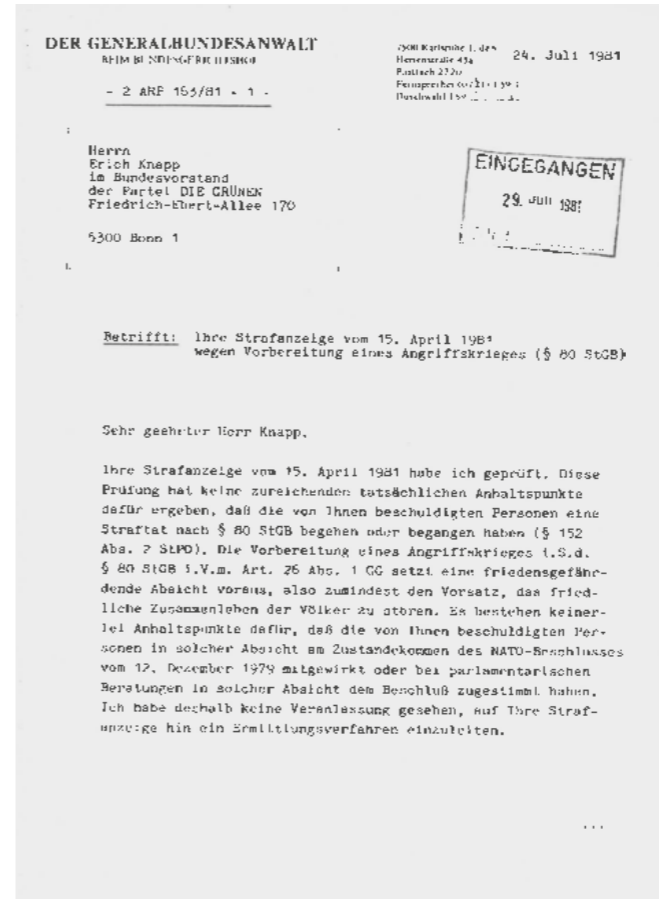 DER GENERALBUNDESANWALT
BEIM BUNDESGERICHTSHOF
- 2 ARP 163/81 - 1 -
7500 Karlsruhe 1, den 24. Juli 1981
Herrenstraße 45a
Postfach 2720
Fernsprecher
Durchwahl 159
Herrn
Erich Knapp
im Bundesvorstand
der Partei DIE GRÜNEN
Friedrich-Ebert-Allee 170
5300 Bonn 1
EINGEGANGEN
29. Juli 1981
Betrifft: Ihre Strafanzeige vom 15. April 1981
wegen Vorbereitung eines Angriffskrieges (§ 80 StGB)
Sehr geehrter Herr Knapp,
Ihre Strafanzeige vom 15. April 1981 habe ich geprüft. Diese
Prüfung hat keine zureichenden tatsächlichen Anhaltspunkte
dafür ergeben, daß die von Ihnen beschuldigten Personen eine
Straftat nach § 80 StGB begehen oder begangen haben (§ 152
Abs. 2 StPO). Die Vorbereitung eines Angriffskrieges i.S.d.
§ 80 StGB i.V.m. Art. 26 Abs. 1 GG setzt eine friedensgefähr-
dende Absicht voraus, also zumindest den Vorsatz, das fried-
liche Zusammenleben der Völker zu stören. Es bestehen keiner-
lei Anhaltspunkte dafür, daß die von Ihnen beschuldigten Per-
sonen in solcher Absicht am Zustandekommen des NATO-Beschlusses
vom 12. Dezember 1979 mitgewirkt oder bei parlamentarischen
Beratungen in solcher Absicht dem Beschluß zugestimmt haben.
Ich habe deshalb keine Veranlassung gesehen, auf Ihre Straf-
anzeige hin ein Ermittlungsverfahren einzuleiten.
...